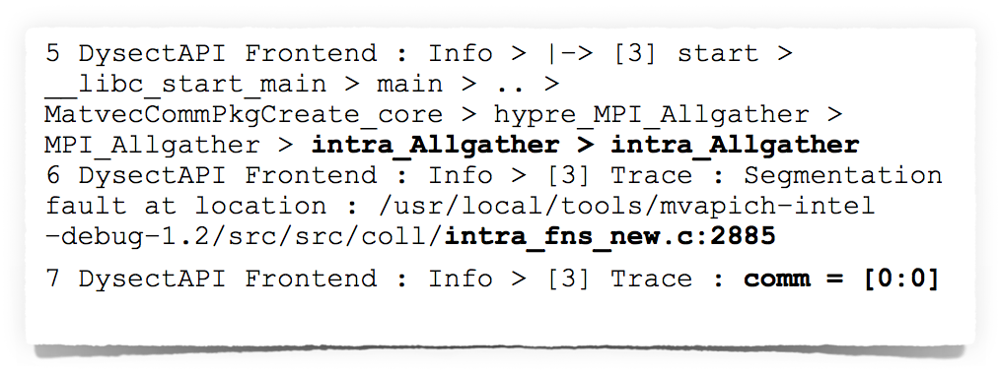 5 DysectAPI Frontend : Info > |-> [3] start >
__libc_start_main > main > .. >
MatvecCommPkgCreate_core > hypre_MPI_Allgather >
MPI_Allgather > intra_Allgather > intra_Allgather
6 DysectAPI Frontend : Info > [3] Trace : Segmentation
fault at location : /usr/local/tools/mvapich-intel
-debug-1.2/src/src/coll/intra_fns_new.c:2885
7 DysectAPI Frontend : Info > [3] Trace : comm = [0:0]